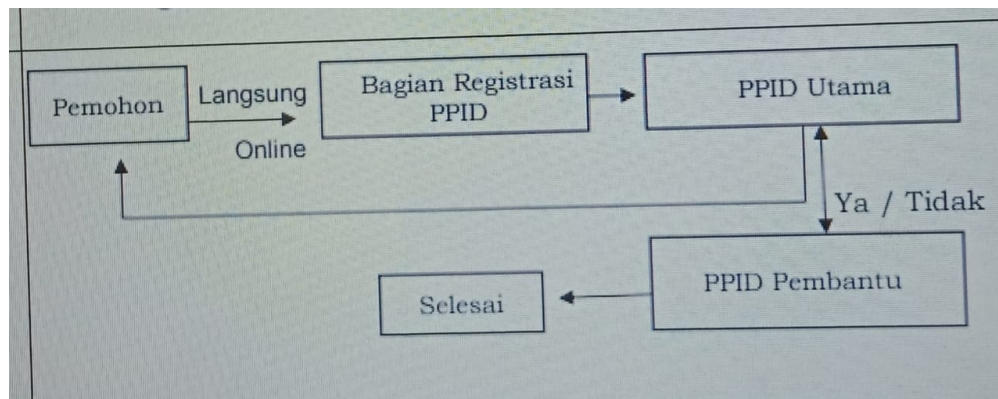 Pemohon
Langsung
Online
Bagian Registrasi
PPID
PPID Utama
Ya / Tidak
PPID Pembantu
Selesai